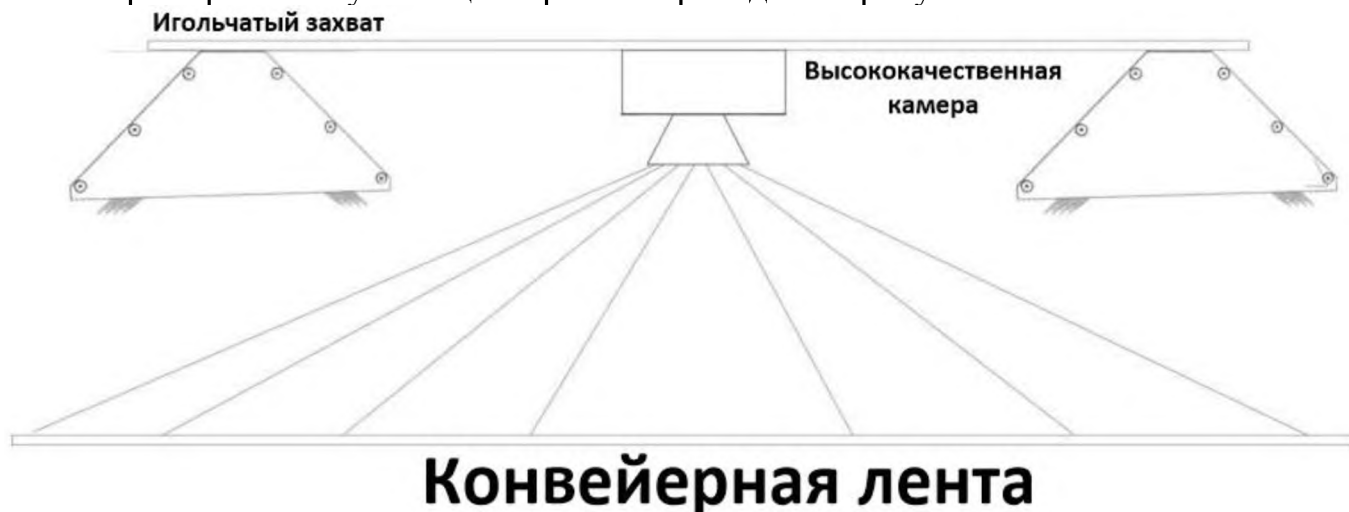 Игольчатый захват
Высококачественная
камера
Конвейерная лента